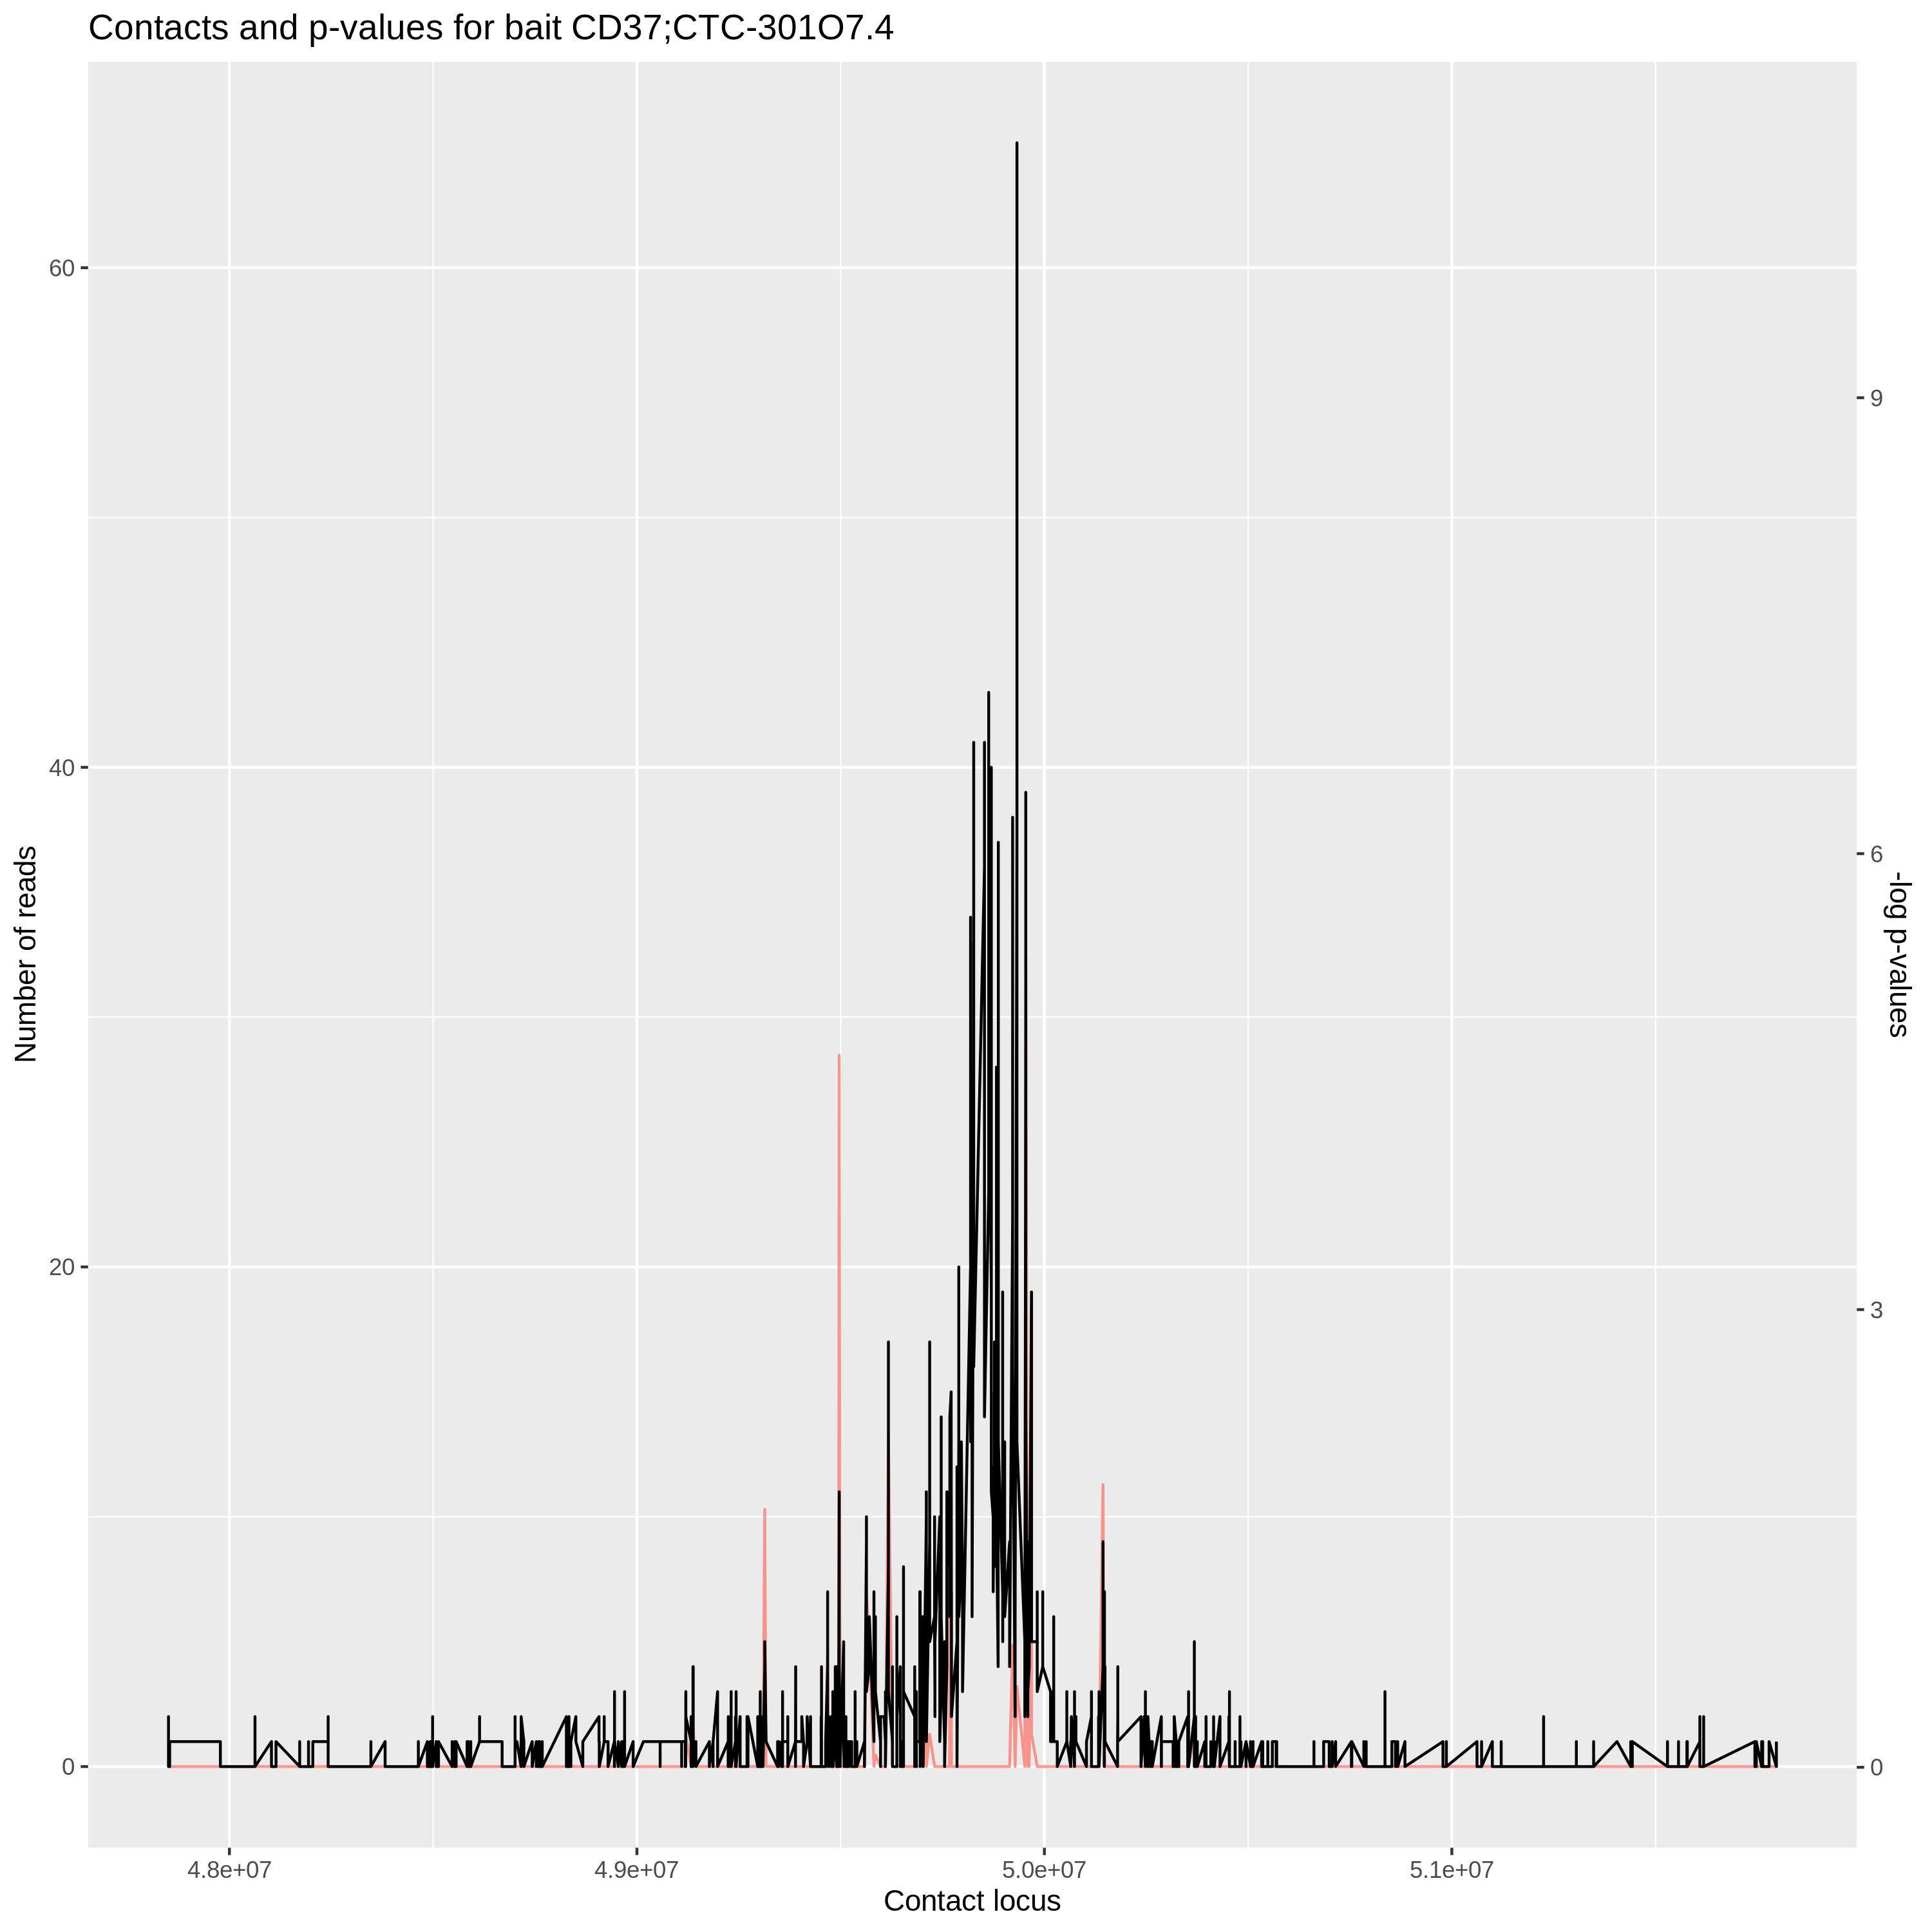 Contacts and p-values for bait CD37;CTC-301O7.4
60
40
20
0
Number of reads
9
6
3
0
-log p-values
4.8e+07
4.9e+07
5.0e+07
5.1e+07
Contact locus